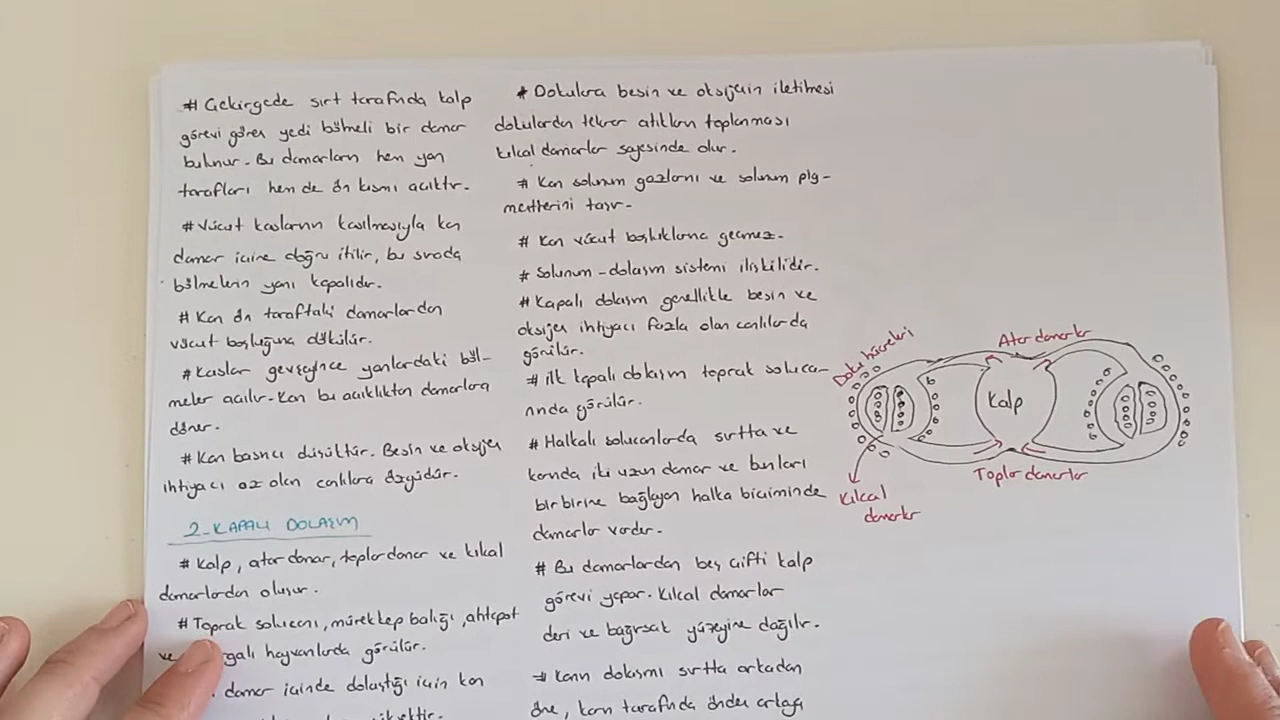 # Çekirgede sırt tarafında kalp
görevi gören yedi bölmeli bir damar
bulunur. Bu damarların hem yan
tarafları hem de ön kısmı açıktır.
# Vücut kaslarının kasılmasıyla kan
damar içine doğru itilir, bu sırada
bölmelerin yanı kapalıdır.
# Kan ön taraftaki damarlardan
vücut boşluğuna dökülür.
# Kaslar gevşeyince yanlardaki böl-
meler açılır. Kan bu açıklıktan damarlara
döner.
# Kan basıncı düşüktür. Besin ve oksijen
ihtiyacı az olan canlılara özgüdür.
2. KAPALI DOLAŞIM
# Kalp, atar damar, toplar damar ve kılcal
damarlardan oluşur.
# Toprak solucanı, mürekkep balığı, ahtapot
ve galı hayvanlarda görülür.
damar içinde dolaştığı için kan
# Dokulara besin ve oksijenin iletilmesi
dokulardan tekrar atıkların toplanması
kılcal damarlar sayesinde olur.
# Kan solunum gazlarını ve solunum pig-
mentlerini taşır.
# Kan vücut boşluklarına geçmez.
# Solunum-dolaşım sistemi ilişkilidir.
# Kapalı dolaşım genellikle besin ve
oksijen ihtiyacı fazla olan canlılarda
görülür.
# İlk kapalı dolaşım toprak soluca-
nında görülür.
# Halkalı solucanlarda sırtta ve
karında iki uzun damar ve bunları
birbirine bağlayan halka biçiminde
damarlar vardır.
# Bu damarlardan beş çifti kalp
görevi yapar. Kılcal damarlar
deri ve bağırsak yüzeyine dağılır.
# Kanın dolaşımı sırtta arkadan
öne, karın tarafında önden arkaya
Doku hücreleri
Atar damarlar
Kalp
Toplar damarlar
Kılcal
damarlar